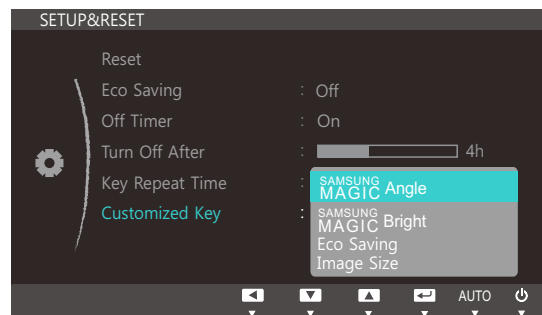 SETUP&RESET
Reset
Eco Saving : Off
Off Timer : On
Turn Off After : 4h
Key Repeat Time :
SAMSUNG MAGIC Angle
Customized Key :
SAMSUNG MAGIC Bright
Eco Saving
Image Size
AUTO